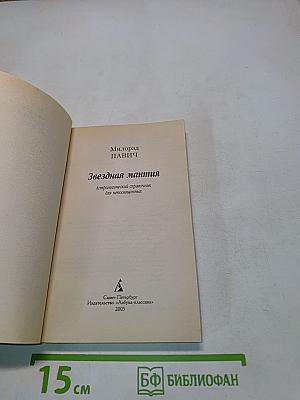 Милорад
ПАВИЧ
Звездная мантия
Астрологический справочник
для непосвященных
Санкт-Петербург
Издательство «Азбука-классика»
2005
15 см
БФ БИБЛИОФАН